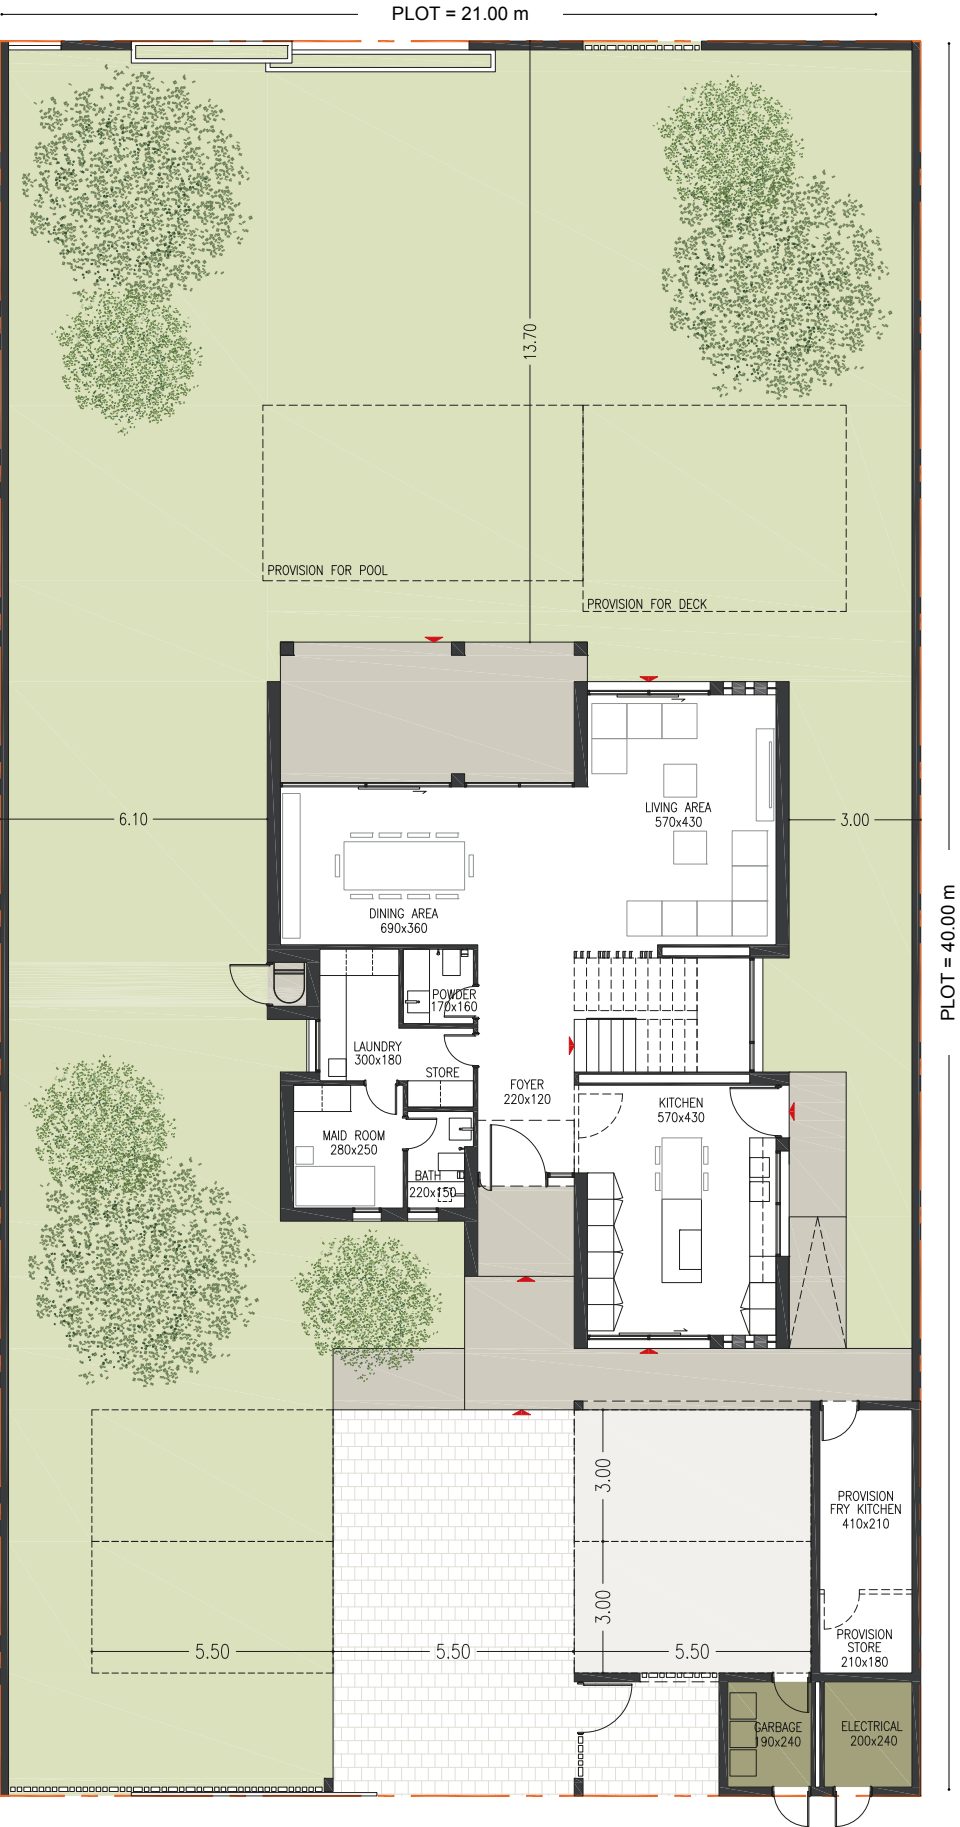 PLOT = 21.00 m
13.70
PROVISION FOR POOL
PROVISION FOR DECK
LIVING AREA
570x430
6.10
3.00
PLOT = 40.00 m
DINING AREA
690x360
POWDER
170x160
LAUNDRY
300x180
STORE
FOYER
220x120
KITCHEN
570x430
MAID ROOM
280x250
BATH
220x150
3.00
PROVISION
FRY KITCHEN
410x210
3.00
PROVISION
STORE
210x180
5.50
5.50
5.50
GARBAGE
190x240
ELECTRICAL
200x240